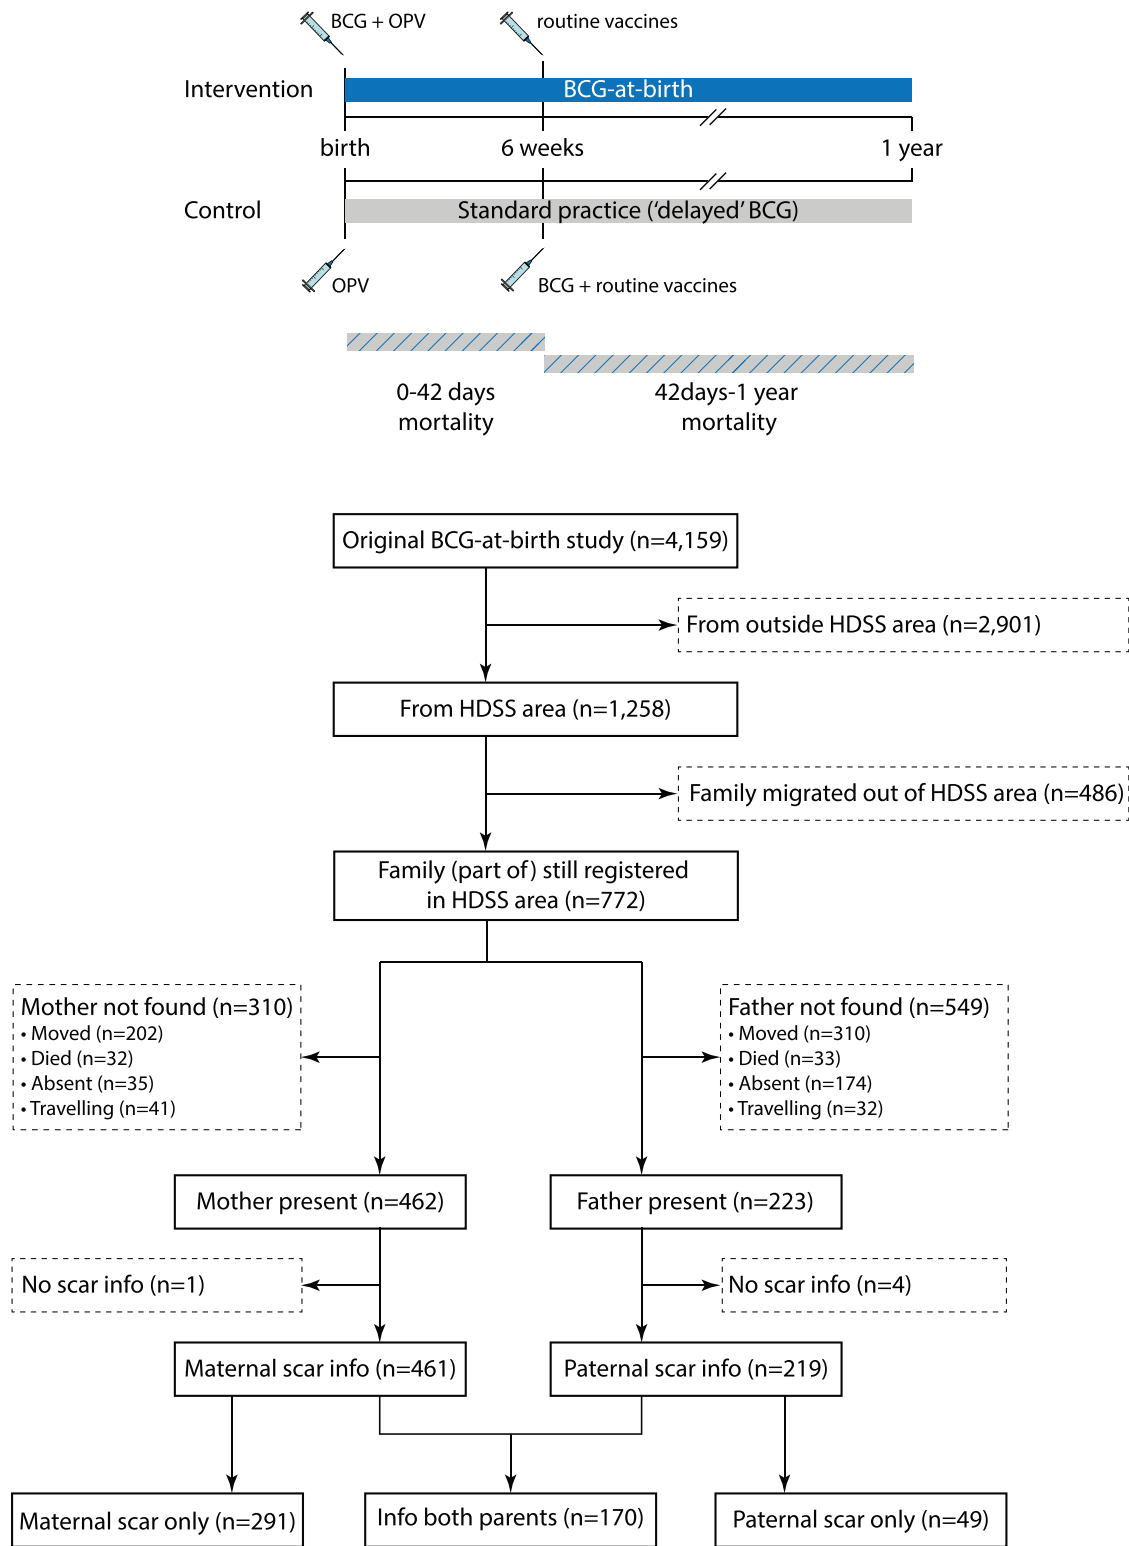 BCG + OPV
routine vaccines
Intervention
BCG-at-birth
birth
6 weeks
1 year
Control
Standard practice (‘delayed’ BCG)
OPV
BCG + routine vaccines
0-42 days
mortality
42days-1 year
mortality
Original BCG-at-birth study (n=4,159)
From outside HDSS area (n=2,901)
From HDSS area (n=1,258)
Family migrated out of HDSS area (n=486)
Family (part of) still registered
in HDSS area (n=772)
Mother not found (n=310)
• Moved (n=202)
• Died (n=32)
• Absent (n=35)
• Travelling (n=41)
Father not found (n=549)
• Moved (n=310)
• Died (n=33)
• Absent (n=174)
• Travelling (n=32)
Mother present (n=462)
Father present (n=223)
No scar info (n=1)
No scar info (n=4)
Maternal scar info (n=461)
Paternal scar info (n=219)
Maternal scar only (n=291)
Info both parents (n=170)
Paternal scar only (n=49)